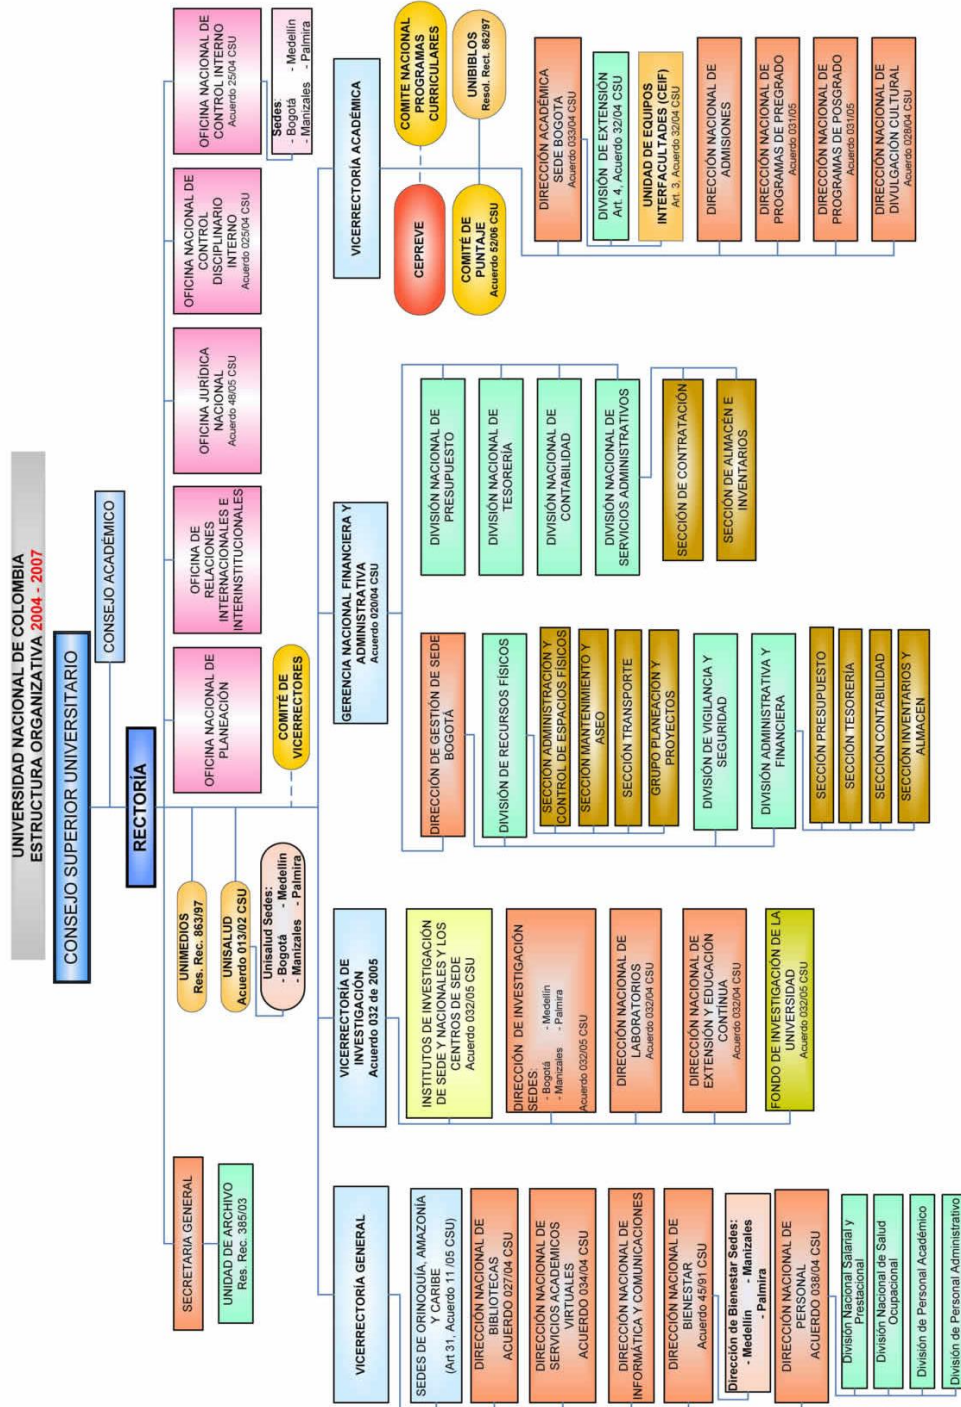 UNIVERSIDAD NACIONAL DE COLOMBIA
ESTRUCTURA ORGANIZATIVA 2004 - 2007
CONSEJO SUPERIOR UNIVERSITARIO
CONSEJO ACADÉMICO
RECTORÍA
SECRETARIA GENERAL
UNIDAD DE ARCHIVO
Res. Rec. 385/03
UNIMEDIOS
Res. Rec. 863/97
UNISALUD
Acuerdo 013/02 CSU
Unisalud Sedes:
- Bogotá - Medellín
- Manizales - Palmira
OFICINA NACIONAL DE
PLANEACIÓN
OFICINA DE
RELACIONES
INTERNACIONALES E
INTERINSTITUCIONALES
OFICINA JURÍDICA
NACIONAL
Acuerdo 48/05 CSU
OFICINA NACIONAL DE
CONTROL
DISCIPLINARIO
INTERNO
Acuerdo 025/04 CSU
OFICINA NACIONAL DE
CONTROL INTERNO
Acuerdo 25/04 CSU
Sedes:
- Bogotá - Medellín
- Manizales - Palmira
COMITÉ DE
VICERRECTORES
VICERRECTORÍA GENERAL
SEDES DE ORINOQUÍA, AMAZONÍA
Y CARIBE
(Art 31, Acuerdo 11 /05 CSU)
DIRECCIÓN NACIONAL DE
BIBLIOTECAS
ACUERDO 027/04 CSU
DIRECCIÓN NACIONAL DE
SERVICIOS ACADEMICOS
VIRTUALES
ACUERDO 034/04 CSU
DIRECCIÓN NACIONAL DE
INFORMÁTICA Y COMUNICACIONES
DIRECCIÓN NACIONAL DE
BIENESTAR
Acuerdo 45/91 CSU
Dirección de Bienestar Sedes:
- Medellín - Manizales
- Palmira
DIRECCIÓN NACIONAL DE
PERSONAL
ACUERDO 038/04 CSU
División Nacional Salarial y
Prestacional
División Nacional de Salud
Ocupacional
División de Personal Académico
División de Personal Administrativo
VICERRECTORÍA DE
INVESTIGACIÓN
Acuerdo 032 de 2005
INSTITUTOS DE INVESTIGACIÓN
DE SEDE Y NACIONALES Y LOS
CENTROS DE SEDE
Acuerdo 032/05 CSU
DIRECCIÓN DE INVESTIGACIÓN
SEDES:
- Bogotá - Medellín
- Manizales - Palmira
Acuerdo 032/05 CSU
DIRECCIÓN NACIONAL DE
LABORATORIOS
Acuerdo 032/04 CSU
DIRECCIÓN NACIONAL DE
EXTENSIÓN Y EDUCACIÓN
CONTÍNUA
Acuerdo 032/04 CSU
FONDO DE INVESTIGACIÓN DE LA
UNIVERSIDAD
Acuerdo 032/05 CSU
GERENCIA NACIONAL FINANCIERA Y
ADMINISTRATIVA
Acuerdo 020/04 CSU
DIRECCIÓN DE GESTIÓN DE SEDE
BOGOTÁ
DIVISIÓN DE RECURSOS FÍSICOS
SECCIÓN ADMINISTRACIÓN Y
CONTROL DE ESPACIOS FÍSICOS
SECCIÓN MANTENIMIENTO Y
ASEO
SECCIÓN TRANSPORTE
GRUPO PLANEACION Y
PROYECTOS
DIVISIÓN DE VIGILANCIA Y
SEGURIDAD
DIVISIÓN ADMINISTRATIVA Y
FINANCIERA
SECCIÓN PRESUPUESTO
SECCIÓN TESORERÍA
SECCIÓN CONTABILIDAD
SECCIÓN INVENTARIOS Y
ALMACEN
DIVISIÓN NACIONAL DE
PRESUPUESTO
DIVISIÓN NACIONAL DE
TESORERÍA
DIVISIÓN NACIONAL DE
CONTABILIDAD
DIVISIÓN NACIONAL DE
SERVICIOS ADMINISTRATIVOS
SECCIÓN DE CONTRATACIÓN
SECCIÓN DE ALMACÉN E
INVENTARIOS
VICERRECTORÍA ACADÉMICA
CEPREVE
COMITE NACIONAL
PROGRAMAS
CURRICULARES
COMITÉ DE
PUNTAJE
Acuerdo 52/06 CSU
UNIBIBLOS
Resol. Rect. 862/97
DIRECCIÓN ACADÉMICA
SEDE BOGOTA
Acuerdo 033/04 CSU
DIVISIÓN DE EXTENSIÓN
Art. 4, Acuerdo 32/04 CSU
UNIDAD DE EQUIPOS
INTERFACULTADES (CEIF)
Art. 3, Acuerdo 32/04 CSU
DIRECCIÓN NACIONAL DE
ADMISIONES
DIRECCIÓN NACIONAL DE
PROGRAMAS DE PREGRADO
Acuerdo 031/05
DIRECCIÓN NACIONAL DE
PROGRAMAS DE POSGRADO
Acuerdo 031/05
DIRECCIÓN NACIONAL DE
DIVULGACIÓN CULTURAL
Acuerdo 028/04 CSU